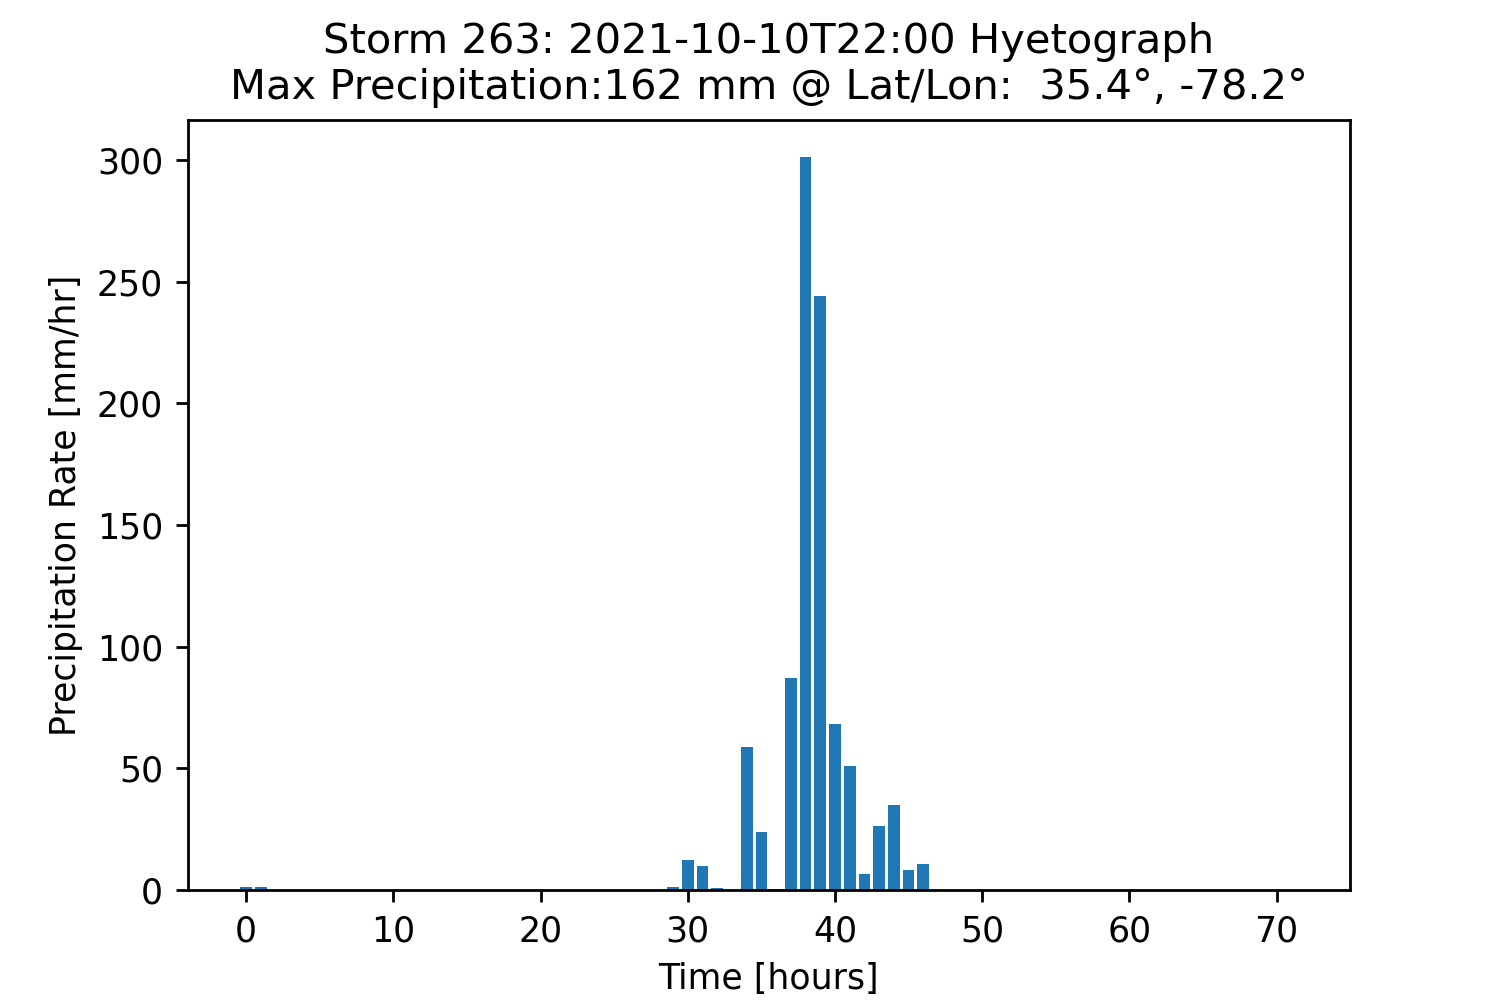 Storm 263: 2021-10-10T22:00 Hyetograph
Max Precipitation:162 mm @ Lat/Lon:  35.4°, -78.2°
300
250
200
150
100
50
0
Precipitation Rate [mm/hr]
0 10 20 30 40 50 60 70
Time [hours]